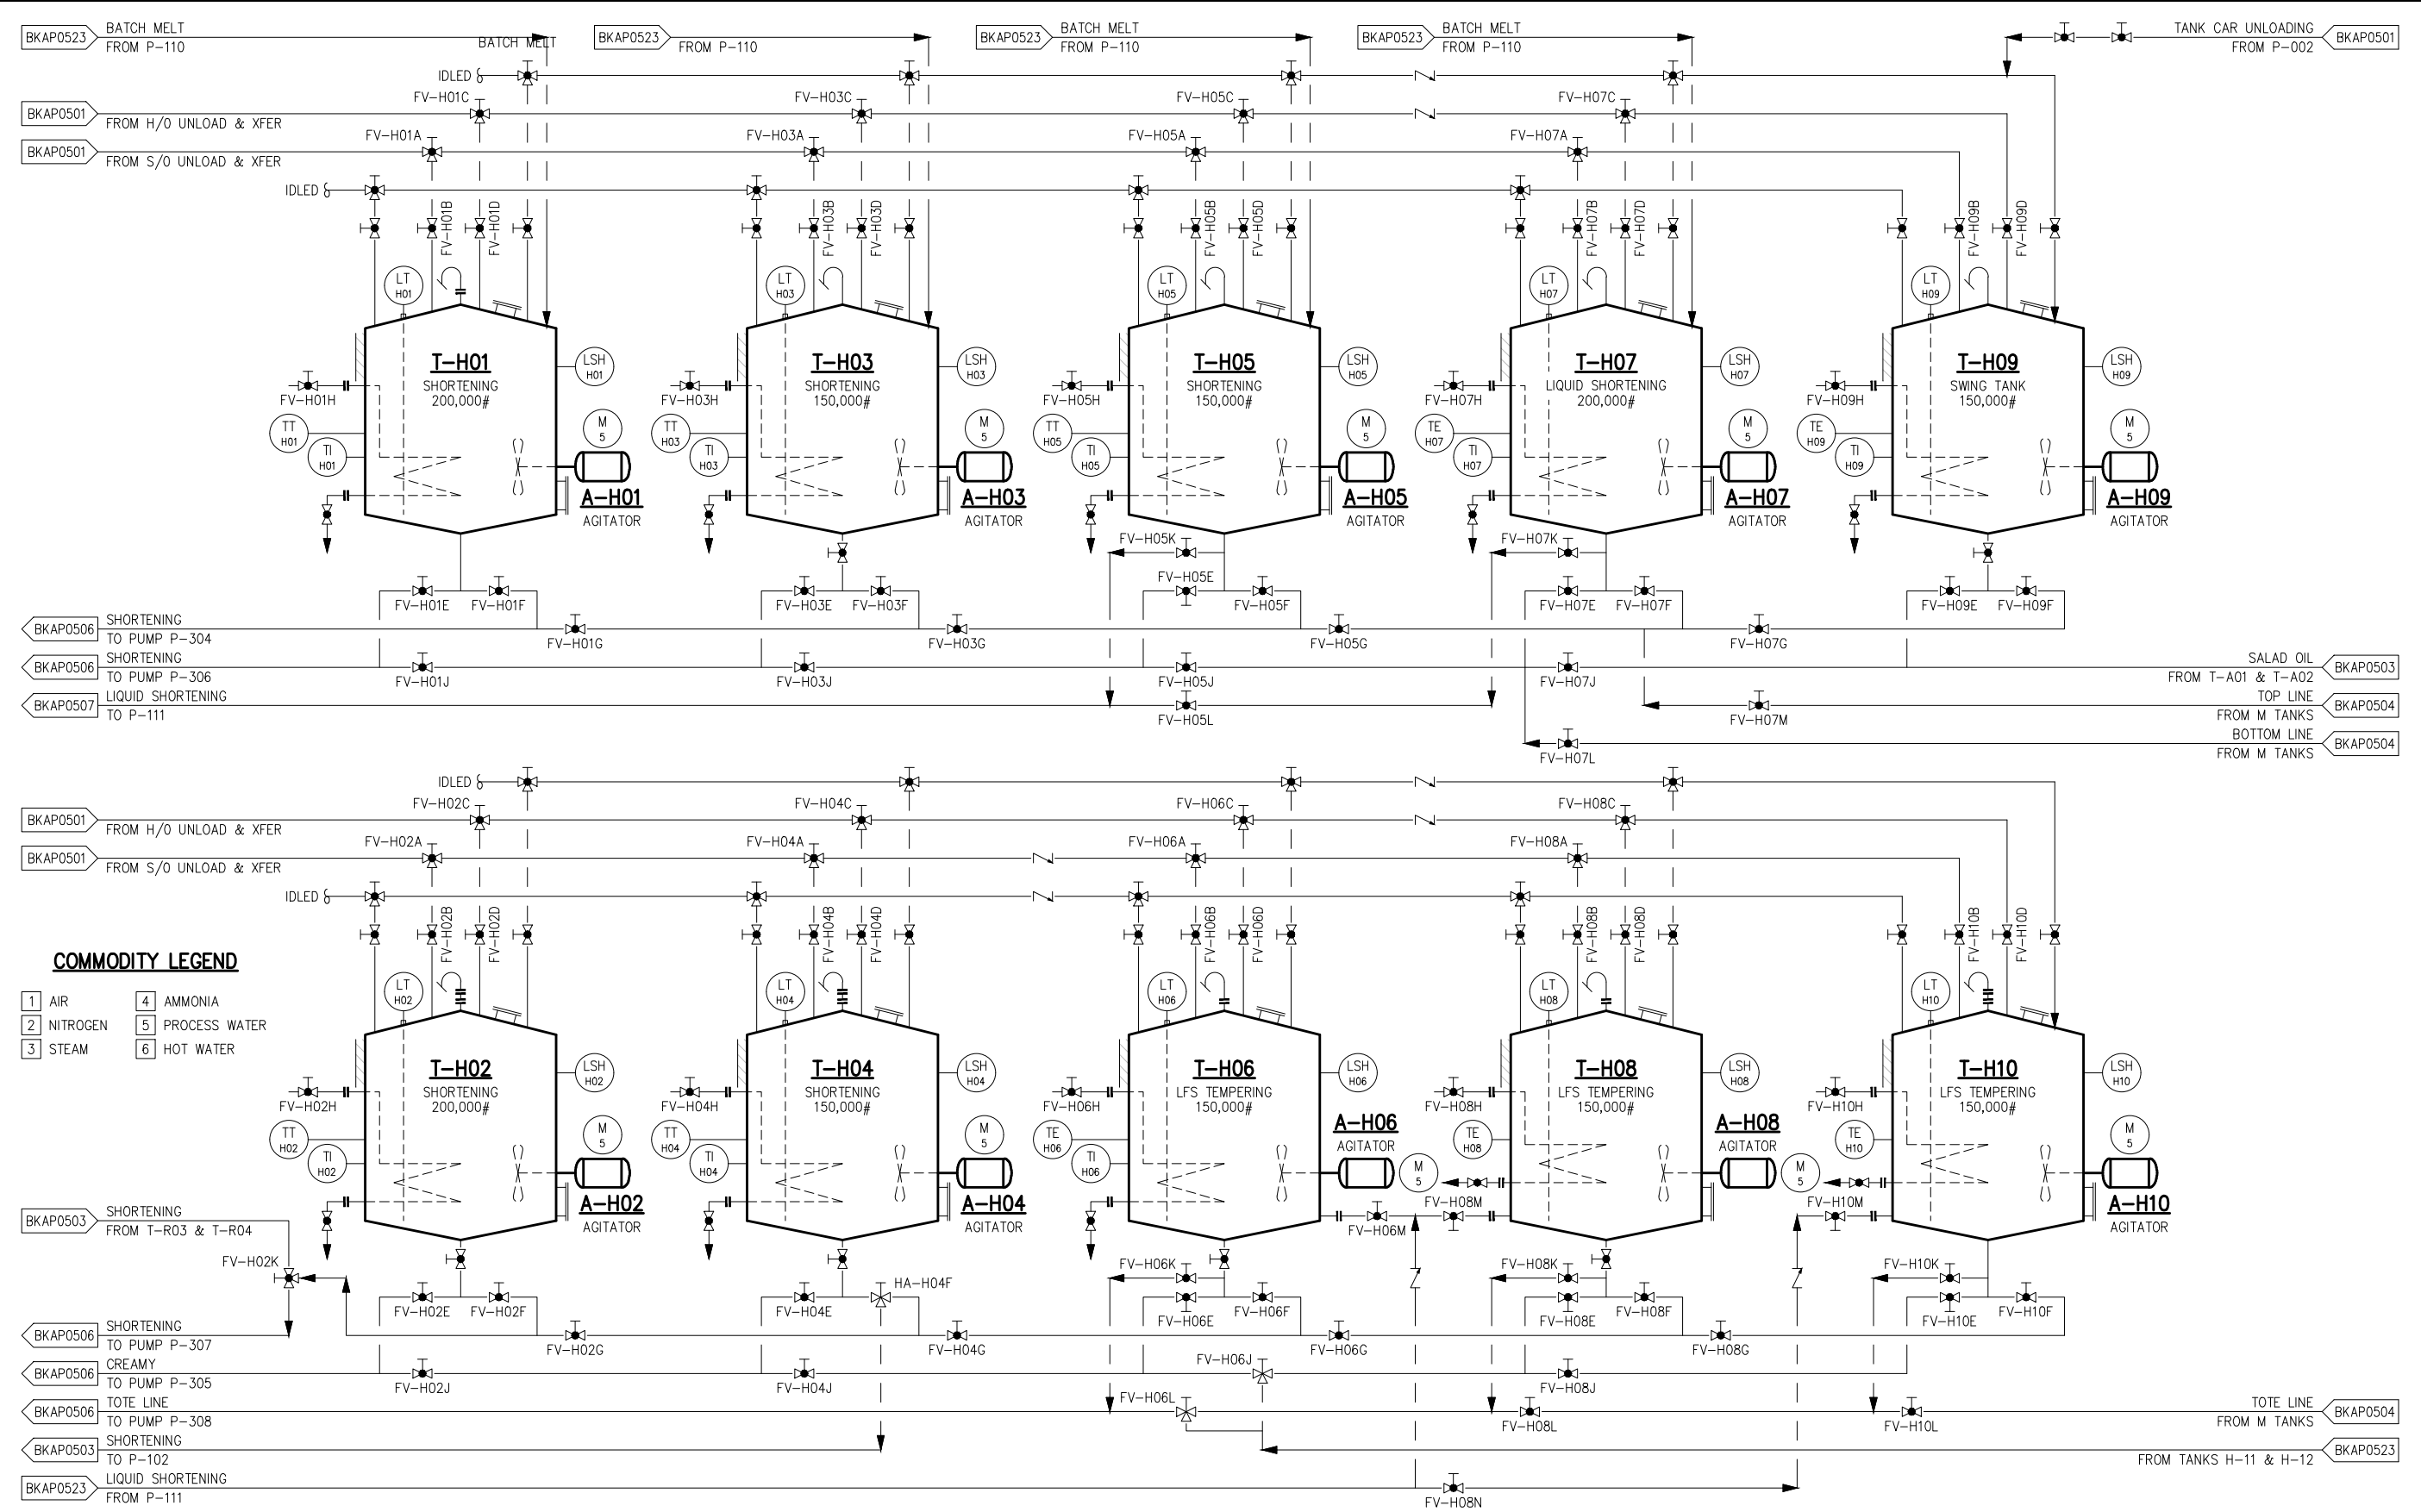 BKAP0523
BATCH MELT
FROM P-110
BATCH MELT
BKAP0523
FROM P-110
BKAP0523
BATCH MELT
FROM P-110
BKAP0523
BATCH MELT
FROM P-110
TANK CAR UNLOADING
FROM P-002
BKAP0501
IDLED
FV-H01C
FV-H03C
FV-H05C
FV-H07C
BKAP0501
FROM H/O UNLOAD & XFER
FV-H01A
FV-H03A
FV-H05A
FV-H07A
BKAP0501
FROM S/O UNLOAD & XFER
IDLED
FV-H01B
FV-H01D
FV-H03B
FV-H03D
FV-H05B
FV-H05D
FV-H07B
FV-H07D
FV-H09B
FV-H09D
LT
H01
LT
H03
LT
H05
LT
H07
LT
H09
T-H01
SHORTENING
200,000#
LSH
H01
T-H03
SHORTENING
150,000#
LSH
H03
T-H05
SHORTENING
150,000#
LSH
H05
T-H07
LIQUID SHORTENING
200,000#
LSH
H07
T-H09
SWING TANK
150,000#
LSH
H09
FV-H01H
FV-H03H
FV-H05H
FV-H07H
FV-H09H
TT
H01
TI
H01
M
5
TT
H03
TI
H03
M
5
TT
H05
TI
H05
M
5
TE
H07
TI
H07
M
5
TE
H09
TI
H09
M
5
A-H01
AGITATOR
A-H03
AGITATOR
A-H05
AGITATOR
A-H07
AGITATOR
A-H09
AGITATOR
FV-H05K
FV-H07K
FV-H05E
FV-H01E
FV-H01F
FV-H03E
FV-H03F
FV-H05F
FV-H07E
FV-H07F
FV-H09E
FV-H09F
BKAP0506
SHORTENING
TO PUMP P-304
FV-H01G
FV-H03G
FV-H05G
FV-H07G
BKAP0506
SHORTENING
TO PUMP P-306
FV-H01J
FV-H03J
FV-H05J
FV-H07J
SALAD OIL
FROM T-A01 & T-A02
BKAP0503
BKAP0507
LIQUID SHORTENING
TO P-111
FV-H05L
FV-H07M
TOP LINE
FROM M TANKS
BKAP0504
FV-H07L
BOTTOM LINE
FROM M TANKS
BKAP0504
IDLED
FV-H02C
FV-H04C
FV-H06C
FV-H08C
BKAP0501
FROM H/O UNLOAD & XFER
FV-H02A
FV-H04A
FV-H06A
FV-H08A
BKAP0501
FROM S/O UNLOAD & XFER
IDLED
FV-H02B
FV-H02D
FV-H04B
FV-H04D
FV-H06B
FV-H06D
FV-H08B
FV-H08D
FV-H10B
FV-H10D
COMMODITY LEGEND
1 AIR
4 AMMONIA
2 NITROGEN
5 PROCESS WATER
3 STEAM
6 HOT WATER
LT
H02
LT
H04
LT
H06
LT
H08
LT
H10
T-H02
SHORTENING
200,000#
LSH
H02
T-H04
SHORTENING
150,000#
LSH
H04
T-H06
LFS TEMPERING
150,000#
LSH
H06
T-H08
LFS TEMPERING
150,000#
LSH
H08
T-H10
LFS TEMPERING
150,000#
LSH
H10
FV-H02H
FV-H04H
FV-H06H
FV-H08H
FV-H10H
TT
H02
TI
H02
M
5
TT
H04
TI
H04
M
5
TE
H06
TI
H06
A-H06
AGITATOR
M
5
TE
H08
A-H08
AGITATOR
M
5
TE
H10
M
5
A-H02
AGITATOR
A-H04
AGITATOR
FV-H06M
FV-H08M
FV-H10M
A-H10
AGITATOR
BKAP0503
SHORTENING
FROM T-R03 & T-R04
FV-H02K
FV-H06K
FV-H08K
FV-H10K
HA-H04F
FV-H02E
FV-H02F
FV-H04E
FV-H06E
FV-H06F
FV-H08E
FV-H08F
FV-H10E
FV-H10F
BKAP0506
SHORTENING
TO PUMP P-307
FV-H02G
FV-H04G
FV-H06G
FV-H08G
BKAP0506
CREAMY
TO PUMP P-305
FV-H02J
FV-H04J
FV-H06J
FV-H08J
BKAP0506
TOTE LINE
TO PUMP P-308
FV-H06L
FV-H08L
FV-H10L
TOTE LINE
FROM M TANKS
BKAP0504
BKAP0503
SHORTENING
TO P-102
FROM TANKS H-11 & H-12
BKAP0523
BKAP0523
LIQUID SHORTENING
FROM P-111
FV-H08N